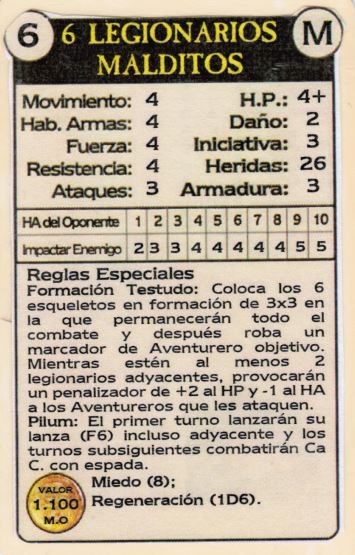 6 6 LEGIONARIOS M
MALDITOS
Movimiento: 4 H.P.: 4+
Hab. Armas: 4 Daño: 2
Fuerza: 4 Iniciativa: 3
Resistencia: 4 Heridas: 26
Ataques: 3 Armadura: 3
HA del Oponente 1 2 3 4 5 6 7 8 9 10
Impactar Enemigo 2 3 3 4 4 4 4 4 5 5
Reglas Especiales
Formación Testudo: Coloca los 6
esqueletos en formación de 3x3 en
la que permanecerán todo el
combate y después roba un
marcador de Aventurero objetivo.
Mientras estén al menos 2
legionarios adyacentes, provocarán
un penalizador de +2 al HP y -1 al HA
a los Aventureros que les ataquen.
Pilum: El primer turno lanzarán su
lanza (F6) incluso adyacente y los
turnos subsiguientes combatirán Ca
C. con espada.
Miedo (8);
Regeneración (1D6).
VALOR
1.100
M.O